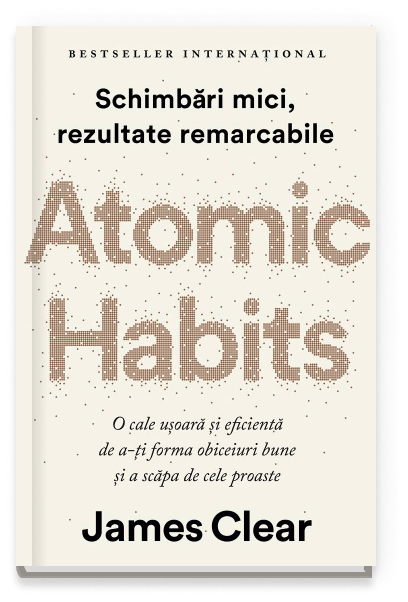 BESTSELLER INTERNAȚIONAL
Schimbări mici,
rezultate remarcabile
Atomic
Habits
O cale ușoară și eficiență
de a-ți forma obiceiuri bune
și a scăpa de cele proaste
James Clear